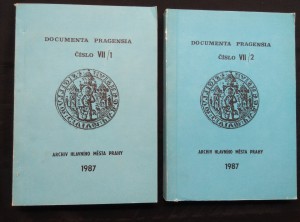 DOCUMENTA PRAGENSIA
ČÍSLO VII/1
ARCHIV HLAVNÍHO MĚSTA PRAHY
1987
DOCUMENTA PRAGENSIA
ČÍSLO VII/2
ARCHIV HLAVNÍHO MĚSTA PRAHY
1987